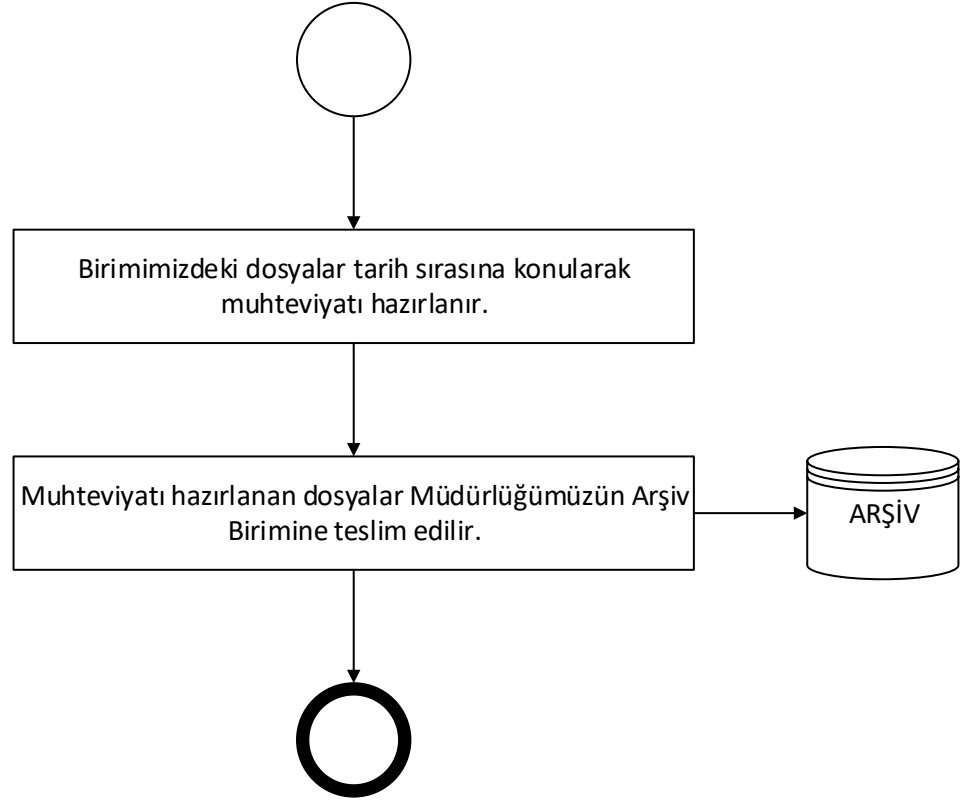 Birimimizdeki dosyalar tarih sırasına konularak
muhteviyatı hazırlanır.
Muhteviyatı hazırlanan dosyalar Müdürlüğümüzün Arşiv
Birimine teslim edilir.
ARŞİV